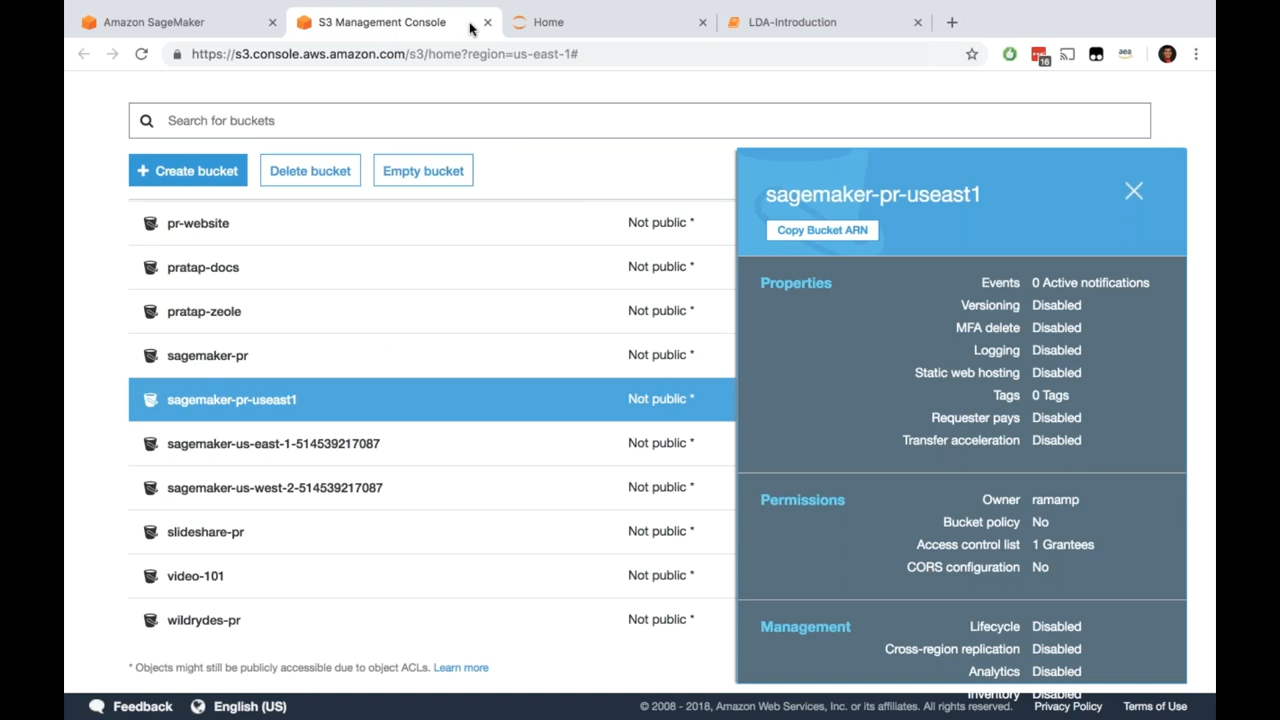 Amazon SageMaker
S3 Management Console
Home
LDA-Introduction
https://s3.console.aws.amazon.com/s3/home?region=us-east-1#
16
aea
Search for buckets
Create bucket
Delete bucket
Empty bucket
pr-website Not public *
pratap-docs Not public *
pratap-zeole Not public *
sagemaker-pr Not public *
sagemaker-pr-useast1 Not public *
sagemaker-us-east-1-514539217087 Not public *
sagemaker-us-west-2-514539217087 Not public *
slideshare-pr Not public *
video-101 Not public *
wildrydes-pr Not public *
* Objects might still be publicly accessible due to object ACLs. Learn more
sagemaker-pr-useast1
Copy Bucket ARN
Properties
Events 0 Active notifications
Versioning Disabled
MFA delete Disabled
Logging Disabled
Static web hosting Disabled
Tags 0 Tags
Requester pays Disabled
Transfer acceleration Disabled
Permissions
Owner ramamp
Bucket policy No
Access control list 1 Grantees
CORS configuration No
Management
Lifecycle Disabled
Cross-region replication Disabled
Analytics Disabled
Inventory Disabled
Feedback English (US)
© 2008 - 2018, Amazon Web Services, Inc. or its affiliates. All rights reserved. Privacy Policy Terms of Use